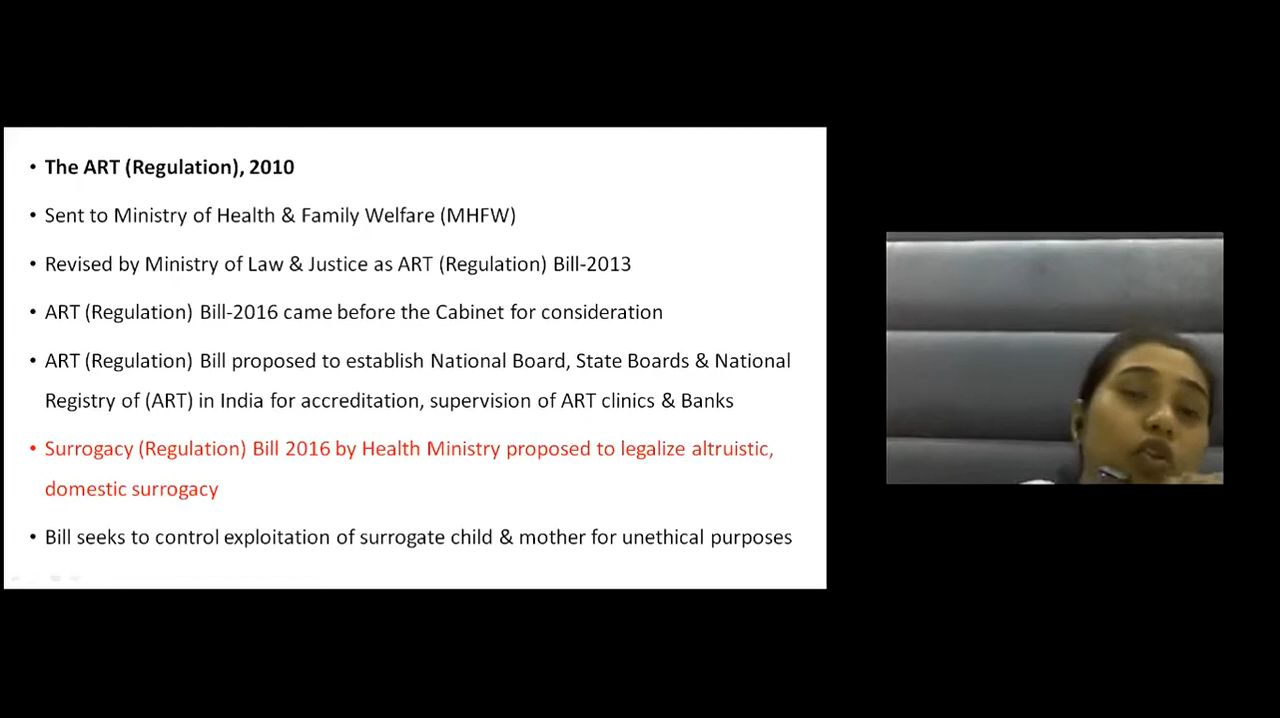 • The ART (Regulation), 2010
• Sent to Ministry of Health & Family Welfare (MHFW)
• Revised by Ministry of Law & Justice as ART (Regulation) Bill-2013
• ART (Regulation) Bill-2016 came before the Cabinet for consideration
• ART (Regulation) Bill proposed to establish National Board, State Boards & National
Registry of (ART) in India for accreditation, supervision of ART clinics & Banks
• Surrogacy (Regulation) Bill 2016 by Health Ministry proposed to legalize altruistic,
domestic surrogacy
• Bill seeks to control exploitation of surrogate child & mother for unethical purposes